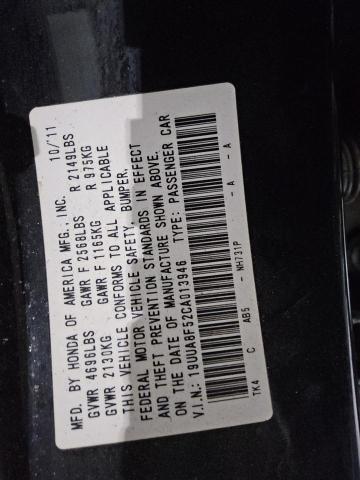 MFD. BY HONDA OF AMERICA MFG., INC. 10/11
GVWR 4696LBS GAWR F 2568LBS R 2149LBS
GVWR 2130KG GAWR F 1165KG R 975KG
THIS VEHICLE CONFORMS TO ALL APPLICABLE
FEDERAL MOTOR VEHICLE SAFETY, BUMPER,
AND THEFT PREVENTION STANDARDS IN EFFECT
ON THE DATE OF MANUFACTURE SHOWN ABOVE.
V.I.N.: 19UUA8F52CA013946 TYPE: PASSENGER CAR
C AB5 - NH731P - A - A
TK4